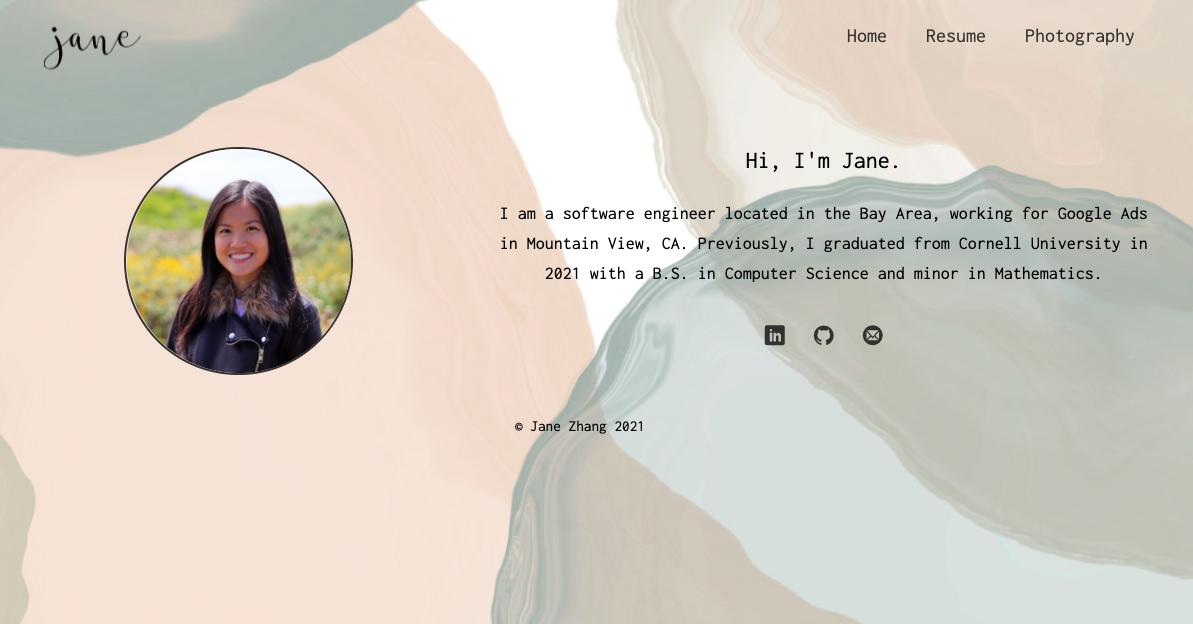 jane
Home Resume Photography
Hi, I'm Jane.
I am a software engineer located in the Bay Area, working for Google Ads
in Mountain View, CA. Previously, I graduated from Cornell University in
2021 with a B.S. in Computer Science and minor in Mathematics.
in
© Jane Zhang 2021